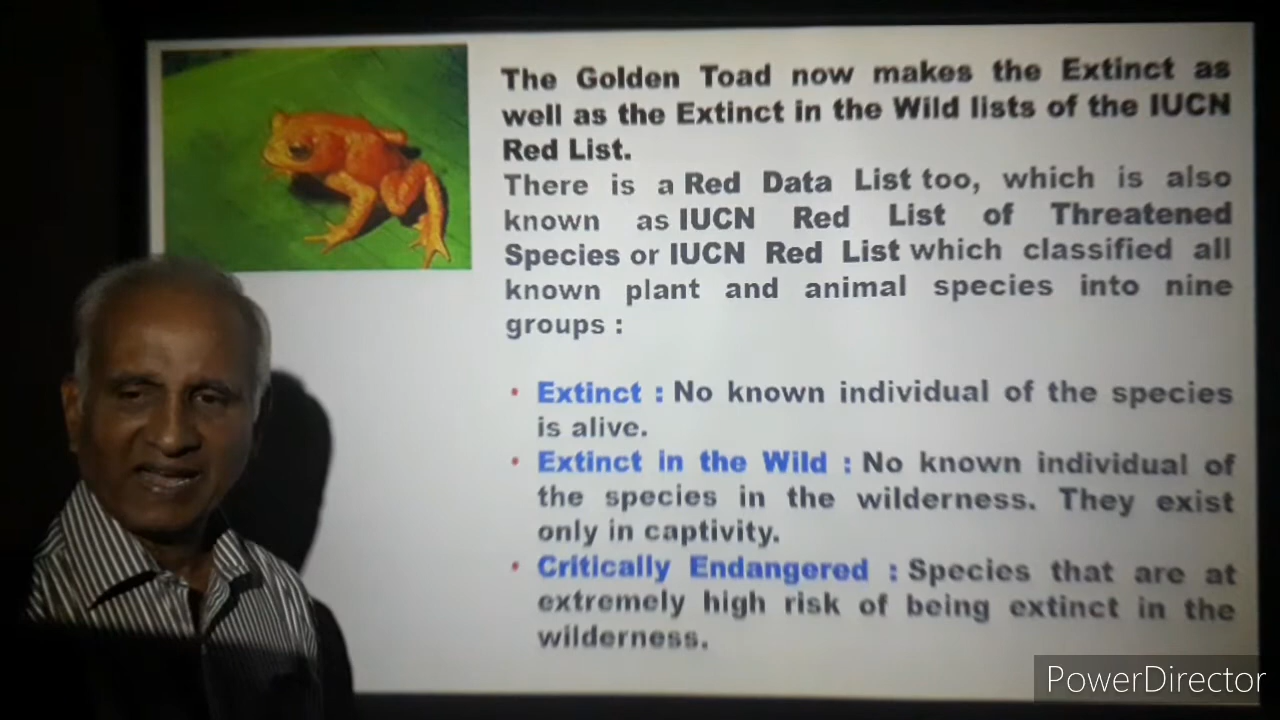 The Golden Toad now makes the Extinct as
well as the Extinct in the Wild lists of the IUCN
Red List.
There is a Red Data List too, which is also
known as IUCN Red List of Threatened
Species or IUCN Red List which classified all
known plant and animal species into nine
groups :
• Extinct : No known individual of the species
is alive.
• Extinct in the Wild : No known individual of
the species in the wilderness. They exist
only in captivity.
• Critically Endangered : Species that are at
extremely high risk of being extinct in the
wilderness.
PowerDirector